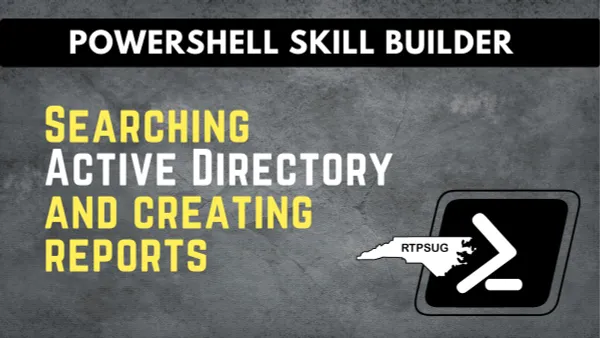 POWERSHELL SKILL BUILDER
SEARCHING
ACTIVE DIRECTORY
AND CREATING
REPORTS
RTPSUG